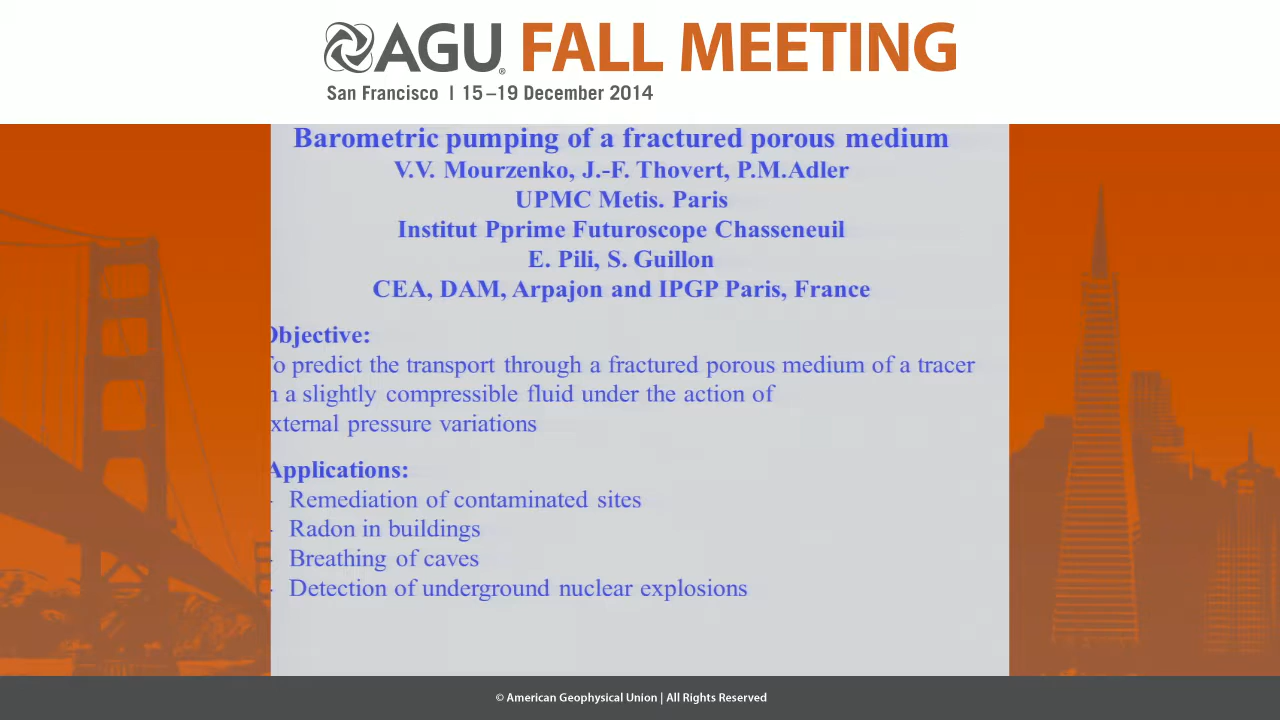 AGU FALL MEETING
San Francisco | 15–19 December 2014
Barometric pumping of a fractured porous medium
V.V. Mourzenko, J.-F. Thovert, P.M.Adler
UPMC Metis. Paris
Institut Pprime Futuroscope Chasseneuil
E. Pili, S. Guillon
CEA, DAM, Arpajon and IPGP Paris, France
Objective:
To predict the transport through a fractured porous medium of a tracer
n a slightly compressible fluid under the action of
xternal pressure variations
Applications:
- Remediation of contaminated sites
- Radon in buildings
- Breathing of caves
- Detection of underground nuclear explosions
© American Geophysical Union | All Rights Reserved